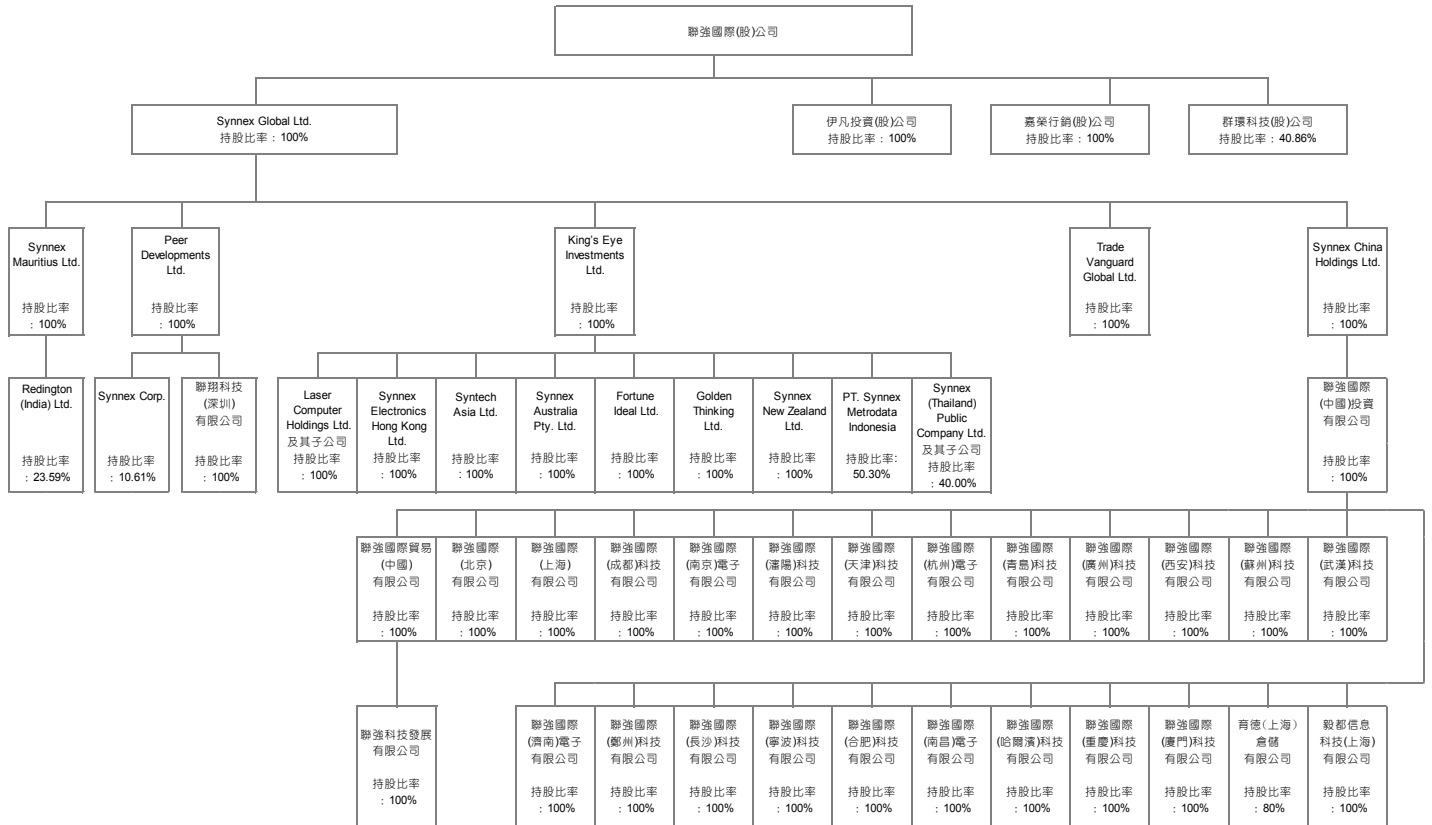 聯強國際(股)公司
Synnex Global Ltd.
持股比率：100%
伊凡投資(股)公司
持股比率：100%
嘉榮行銷(股)公司
持股比率：100%
群環科技(股)公司
持股比率：40.86%
Synnex
Mauritius Ltd.
持股比率
：100%
Peer
Developments
Ltd.
持股比率
：100%
King's Eye
Investments
Ltd.
持股比率
：100%
Trade
Vanguard
Global Ltd.
持股比率
：100%
Synnex China
Holdings Ltd.
持股比率
：100%
Redington
(India) Ltd.
持股比率
：23.59%
Synnex Corp.
持股比率
：10.61%
聯翔科技
(深圳)
有限公司
持股比率
：100%
Laser
Computer
Holdings Ltd.
及其子公司
持股比率
：100%
Synnex
Electronics
Hong Kong
Ltd.
持股比率
：100%
Syntech
Asia Ltd.
持股比率
：100%
Synnex
Australia
Pty. Ltd.
持股比率
：100%
Fortune
Ideal Ltd.
持股比率
：100%
Golden
Thinking
Ltd.
持股比率
：100%
Synnex
New Zealand
Ltd.
持股比率
：100%
PT. Synnex
Metrodata
Indonesia
持股比率:
50.30%
Synnex
(Thailand)
Public
Company Ltd.
及其子公司
持股比率
：40.00%
聯強國際
(中國)投資
有限公司
持股比率
：100%
聯強國際貿易
(中國)
有限公司
持股比率
：100%
聯強國際
(北京)
有限公司
持股比率
：100%
聯強國際
(上海)
有限公司
持股比率
：100%
聯強國際
(成都)科技
有限公司
持股比率
：100%
聯強國際
(南京)電子
有限公司
持股比率
：100%
聯強國際
(瀋陽)科技
有限公司
持股比率
：100%
聯強國際
(天津)科技
有限公司
持股比率
：100%
聯強國際
(杭州)電子
有限公司
持股比率
：100%
聯強國際
(青島)科技
有限公司
持股比率
：100%
聯強國際
(廣州)科技
有限公司
持股比率
：100%
聯強國際
(西安)科技
有限公司
持股比率
：100%
聯強國際
(蘇州)科技
有限公司
持股比率
：100%
聯強國際
(武漢)科技
有限公司
持股比率
：100%
聯強科技發展
有限公司
持股比率
：100%
聯強國際
(濟南)電子
有限公司
持股比率
：100%
聯強國際
(鄭州)科技
有限公司
持股比率
：100%
聯強國際
(長沙)科技
有限公司
持股比率
：100%
聯強國際
(寧波)科技
有限公司
持股比率
：100%
聯強國際
(合肥)科技
有限公司
持股比率
：100%
聯強國際
(南昌)電子
有限公司
持股比率
：100%
聯強國際
(哈爾濱)科技
有限公司
持股比率
：100%
聯強國際
(重慶)科技
有限公司
持股比率
：100%
聯強國際
(廈門)科技
有限公司
持股比率
：100%
育德(上海)
倉儲
有限公司
持股比率
：80%
毅都信息
科技(上海)
有限公司
持股比率
：100%